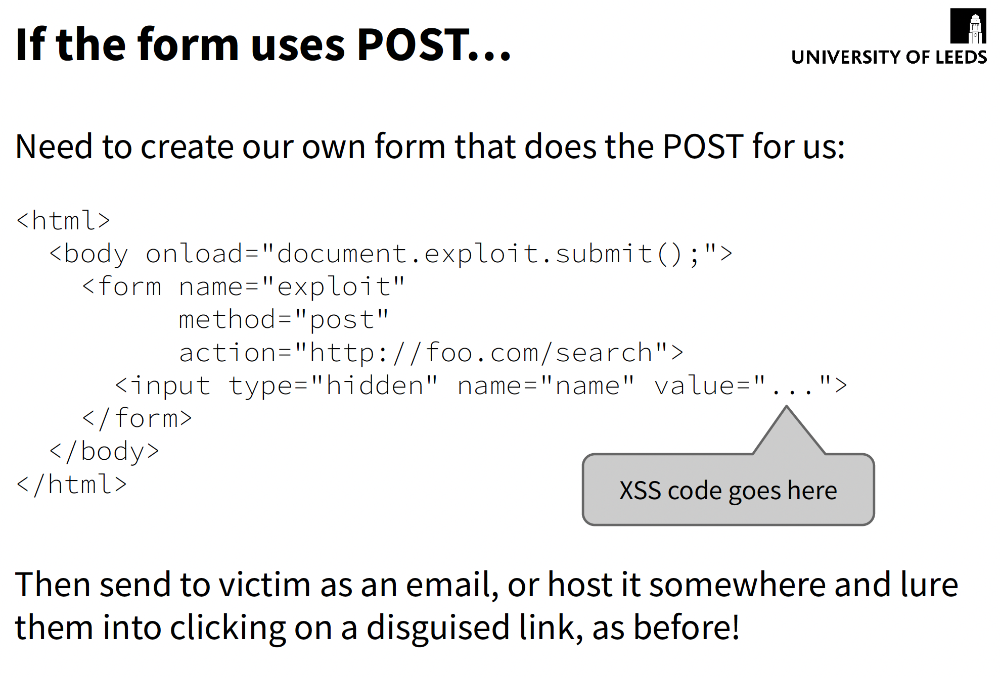 If the form uses POST...
UNIVERSITY OF LEEDS
Need to create our own form that does the POST for us:
<html>
  <body onload="document.exploit.submit();">
    <form name="exploit"
          method="post"
          action="http://foo.com/search">
      <input type="hidden" name="name" value="...">
    </form>
  </body>
</html>
XSS code goes here
Then send to victim as an email, or host it somewhere and lure
them into clicking on a disguised link, as before!